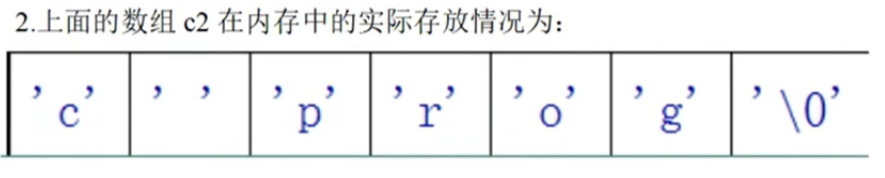 2.上面的数组 c2 在内存中的实际存放情况为：
'c' ' ' 'p' 'r' 'o' 'g' '\0'